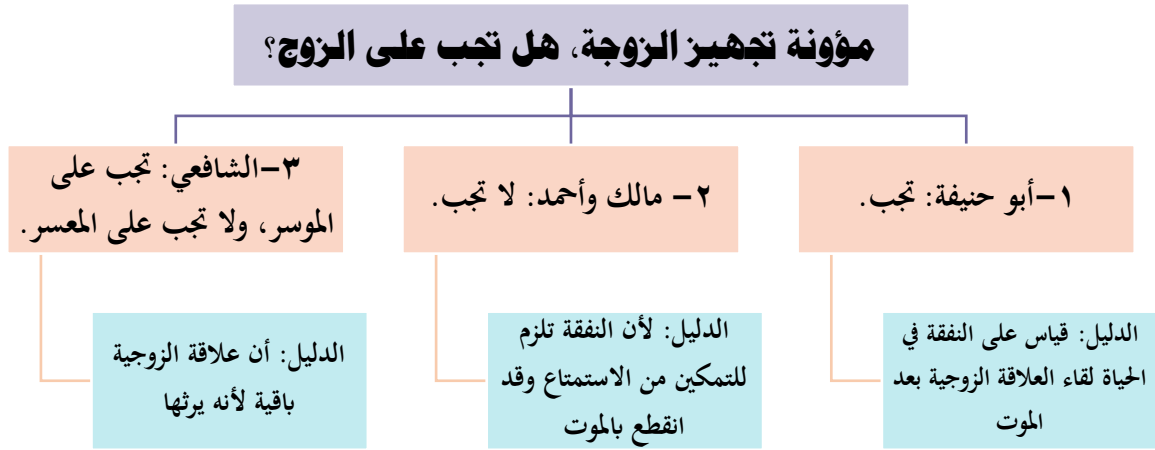 مؤونة تجهيز الزوجة، هل تجب على الزوج؟
١–أبو حنيفة: تجب.
الدليل: قياس على النفقة في
الحياة لقاء العلاقة الزوجية بعد
الموت
٢– مالك وأحمد: لا تجب.
الدليل: لأن النفقة تلزم
للتمكين من الاستمتاع وقد
انقطع بالموت
٣–الشافعي: تجب على
الموسر، ولا تجب على المعسر.
الدليل: أن علاقة الزوجية
باقية لأنه يرثها